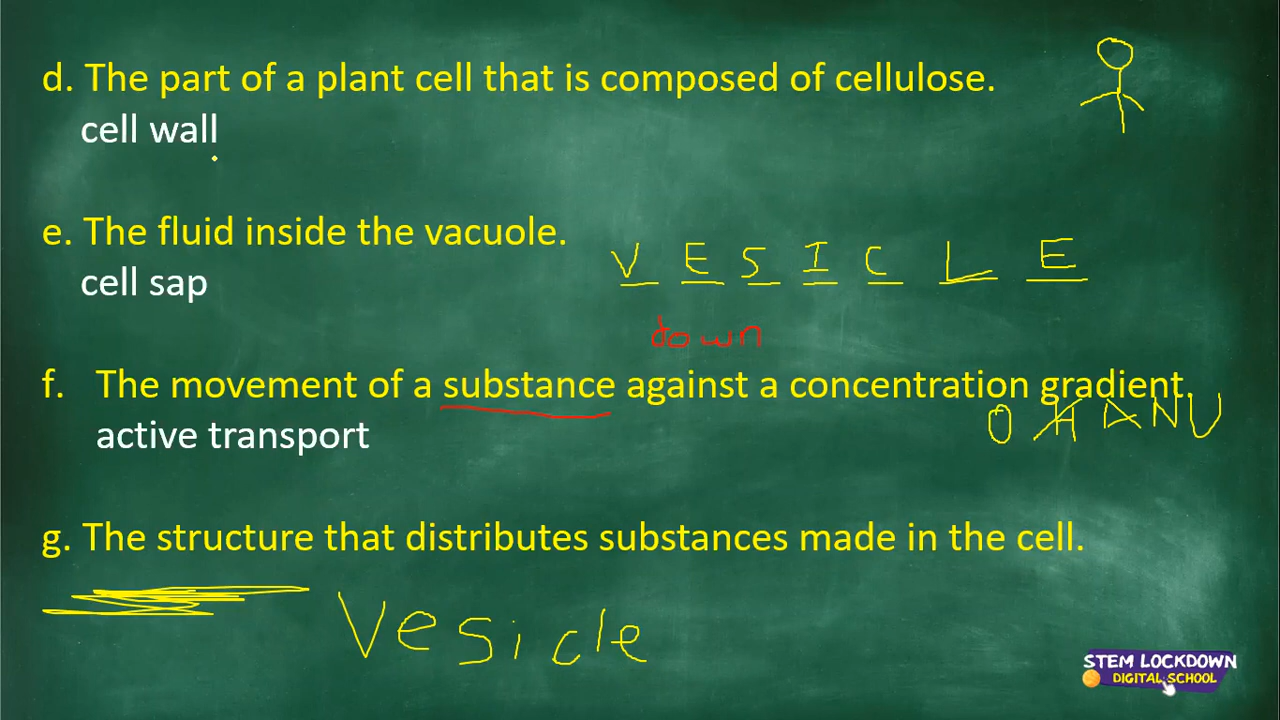 d. The part of a plant cell that is composed of cellulose.
cell wall
e. The fluid inside the vacuole.
V E S I C L E
cell sap
down
f. The movement of a substance against a concentration gradient.
O H A N U
active transport
g. The structure that distributes substances made in the cell.
Vesicle
STEM LOCKDOWN
DIGITAL SCHOOL